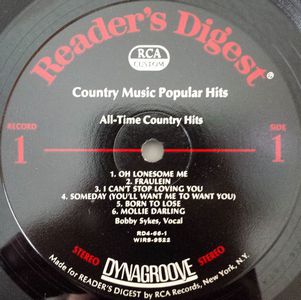 Reader's Digest®
RCA
CUSTOM
Country Music Popular Hits
All-Time Country Hits
RECORD
1
SIDE
1
1. OH LONESOME ME
2. FRAULEIN
3. I CAN'T STOP LOVING YOU
4. SOMEDAY (YOU'LL WANT ME TO WANT YOU)
5. BORN TO LOSE
6. MOLLIE DARLING
Bobby Sykes, Vocal
RD4-66-1
WIRS-9522
STEREO DYNAGROOVE STEREO
Made for READER'S DIGEST by RCA Records, New York, N.Y.